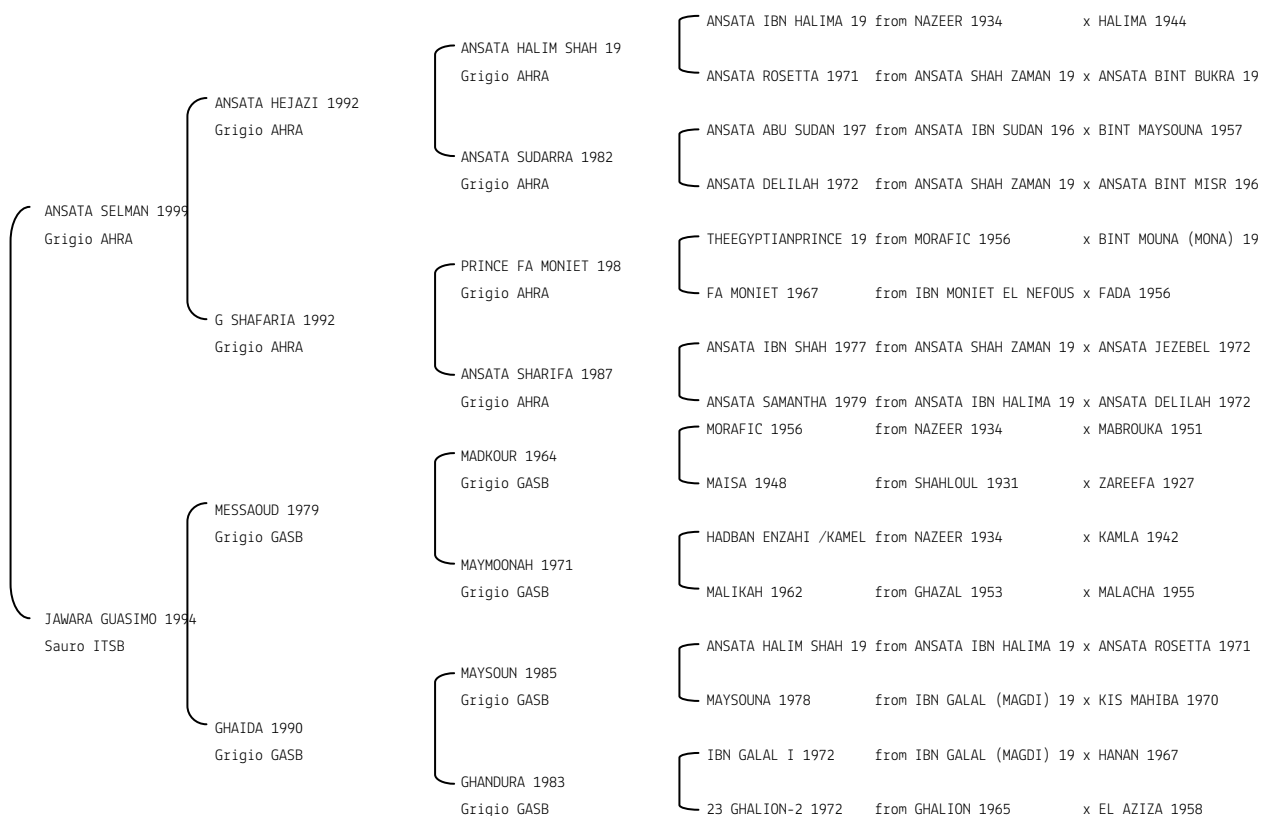 ANSATA IBN HALIMA 19 from NAZEER 1934 x HALIMA 1944
ANSATA HALIM SHAH 19
Grigio AHRA
ANSATA ROSETTA 1971 from ANSATA SHAH ZAMAN 19 x ANSATA BINT BUKRA 19
ANSATA HEJAZI 1992
Grigio AHRA
ANSATA ABU SUDAN 197 from ANSATA IBN SUDAN 196 x BINT MAYSOUNA 1957
ANSATA SUDARRA 1982
Grigio AHRA
ANSATA DELILAH 1972 from ANSATA SHAH ZAMAN 19 x ANSATA BINT MISR 196
ANSATA SELMAN 1999
Grigio AHRA
THEEGYPTIANPRINCE 19 from MORAFIC 1956 x BINT MOUNA (MONA) 19
PRINCE FA MONIET 198
Grigio AHRA
FA MONIET 1967 from IBN MONIET EL NEFOUS x FADA 1956
G SHAFARIA 1992
Grigio AHRA
ANSATA IBN SHAH 1977 from ANSATA SHAH ZAMAN 19 x ANSATA JEZEBEL 1972
ANSATA SHARIFA 1987
Grigio AHRA
ANSATA SAMANTHA 1979 from ANSATA IBN HALIMA 19 x ANSATA DELILAH 1972
MORAFIC 1956 from NAZEER 1934 x MABROUKA 1951
MADKOUR 1964
Grigio GASB
MAISA 1948 from SHAHLOUL 1931 x ZAREEFA 1927
MESSAOUD 1979
Grigio GASB
HADBAN ENZAHI /KAMEL from NAZEER 1934 x KAMLA 1942
MAYMOONAH 1971
Grigio GASB
MALIKAH 1962 from GHAZAL 1953 x MALACHA 1955
JAWARA GUASIMO 1994
Sauro ITSB
ANSATA HALIM SHAH 19 from ANSATA IBN HALIMA 19 x ANSATA ROSETTA 1971
MAYSOUN 1985
Grigio GASB
MAYSOUNA 1978 from IBN GALAL (MAGDI) 19 x KIS MAHIBA 1970
GHAIDA 1990
Grigio GASB
IBN GALAL I 1972 from IBN GALAL (MAGDI) 19 x HANAN 1967
GHANDURA 1983
Grigio GASB
23 GHALION-2 1972 from GHALION 1965 x EL AZIZA 1958